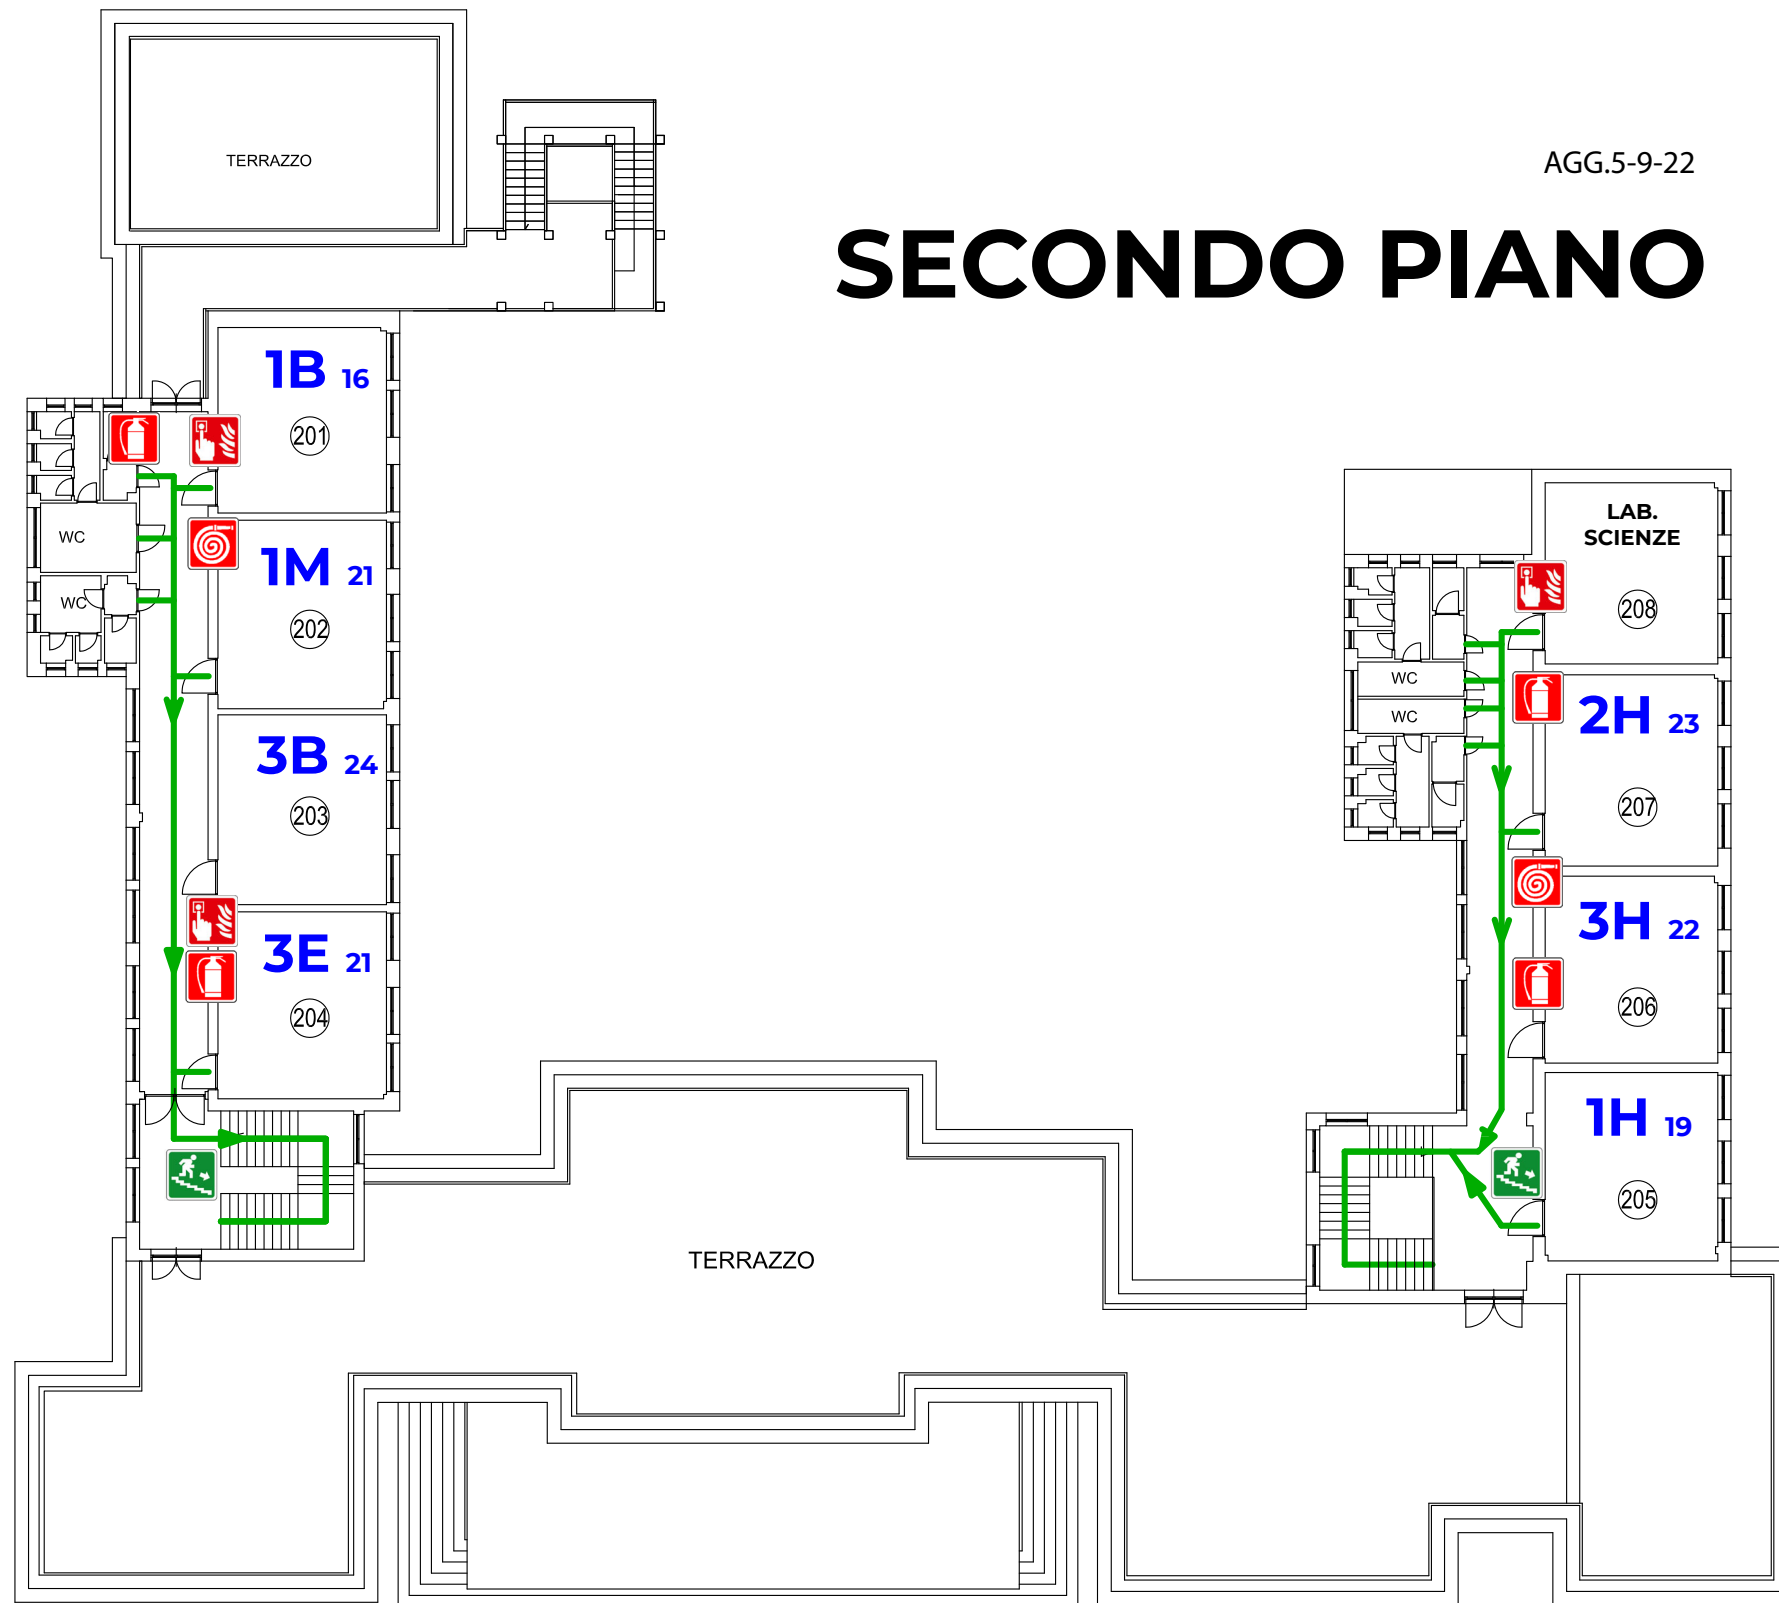 TERRAZZO
AGG.5-9-22
SECONDO PIANO
1B 16
201
WC
1M 21
WC
202
3B 24
203
3E 21
204
LAB.
SCIENZE
208
WC
2H 23
WC
207
3H 22
206
1H 19
205
TERRAZZO